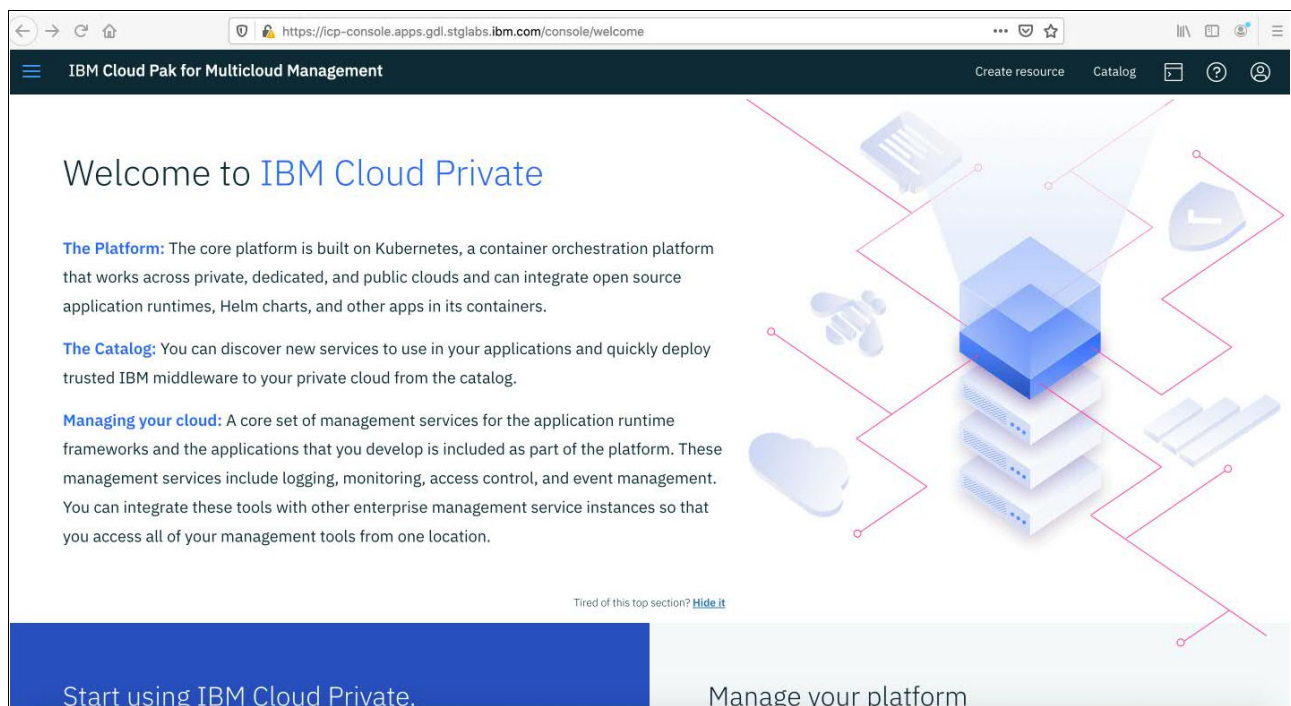 https://icp-console.apps.gdl.stglabs.ibm.com/console/welcome
IBM Cloud Pak for Multicloud Management
Create resource
Catalog
Welcome to IBM Cloud Private
The Platform: The core platform is built on Kubernetes, a container orchestration platform
that works across private, dedicated, and public clouds and can integrate open source
application runtimes, Helm charts, and other apps in its containers.
The Catalog: You can discover new services to use in your applications and quickly deploy
trusted IBM middleware to your private cloud from the catalog.
Managing your cloud: A core set of management services for the application runtime
frameworks and the applications that you develop is included as part of the platform. These
management services include logging, monitoring, access control, and event management.
You can integrate these tools with other enterprise management service instances so that
you access all of your management tools from one location.
Tired of this top section? Hide it
Start using IBM Cloud Private.
Manage your platform